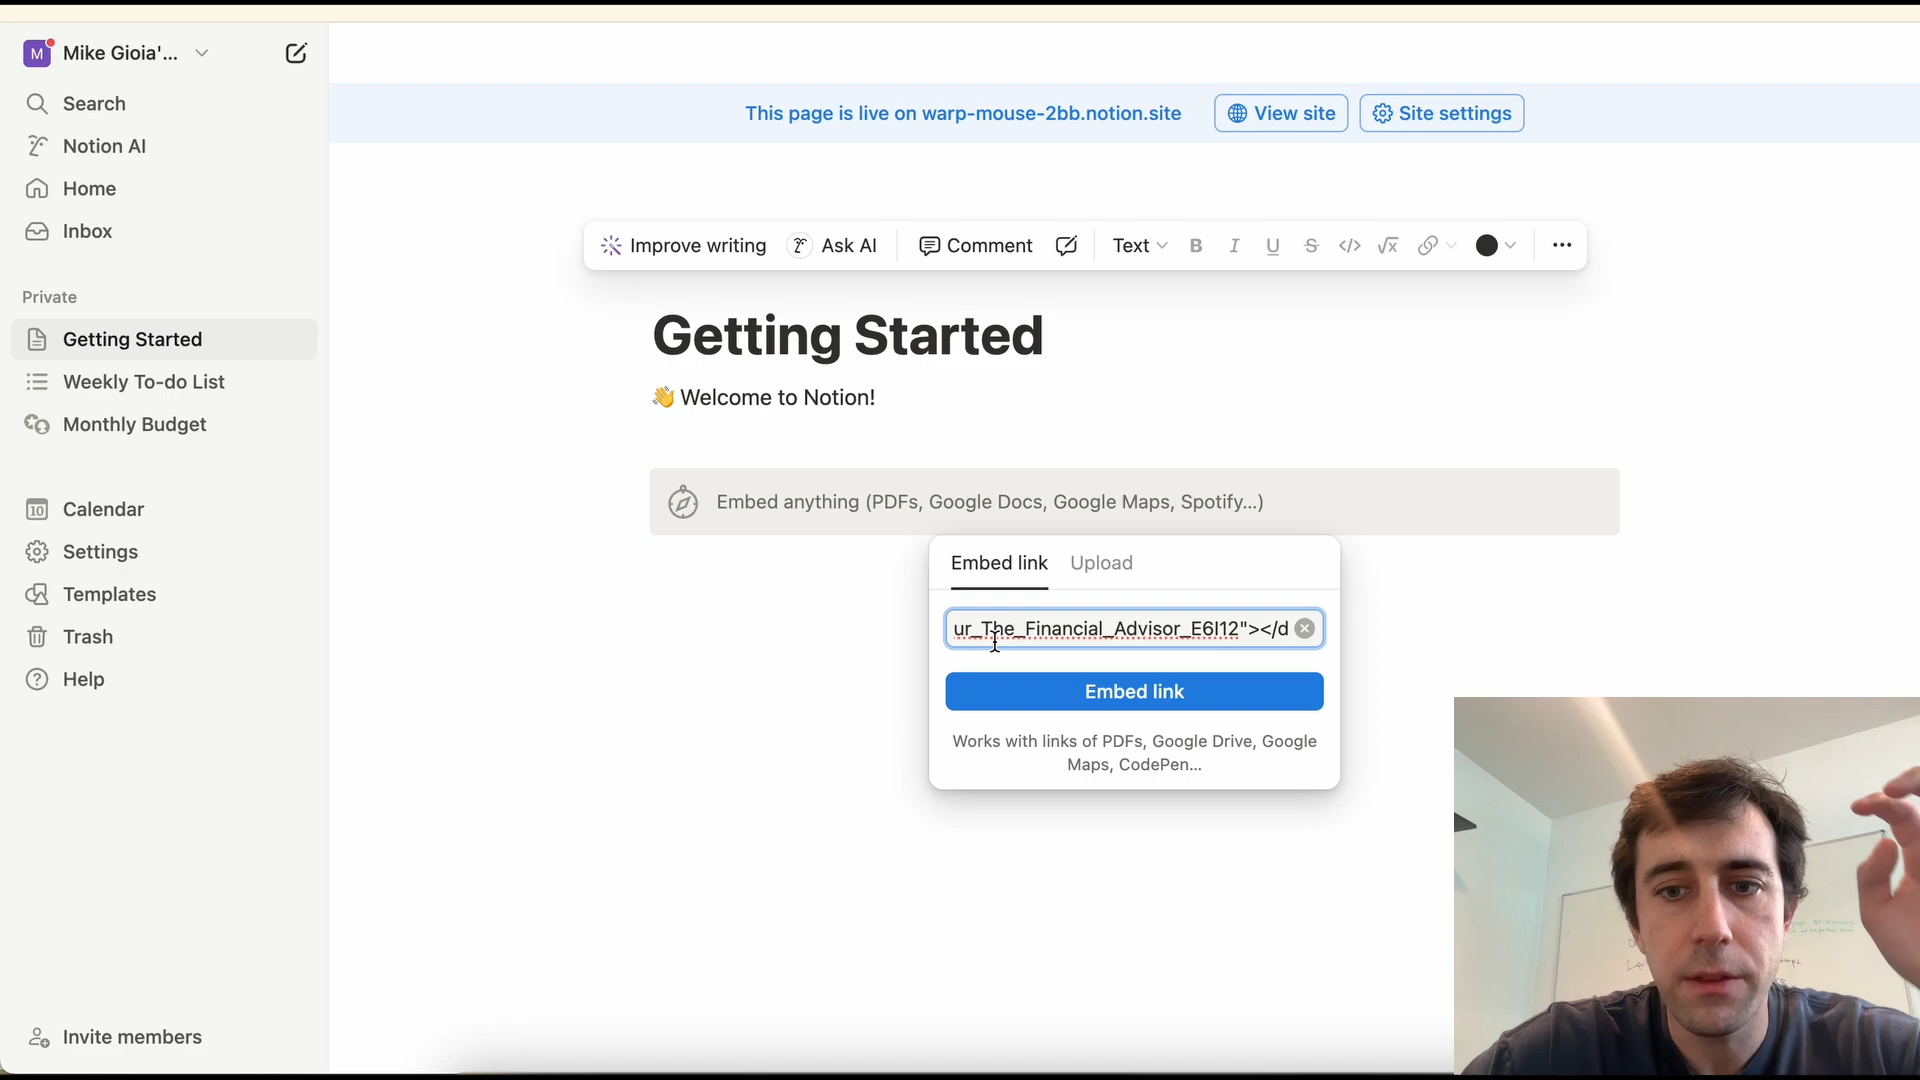 M Mike Gioia'...
Search
Notion AI
Home
Inbox
Private
Getting Started
Weekly To-do List
Monthly Budget
10 Calendar
Settings
Templates
Trash
Help
Invite members
This page is live on warp-mouse-2bb.notion.site View site Site settings
Improve writing Ask AI Comment Text B I U S </> √x
Getting Started
👋 Welcome to Notion!
Embed anything (PDFs, Google Docs, Google Maps, Spotify...)
Embed link Upload
ur_The_Financial_Advisor_E6I12"></d
Embed link
Works with links of PDFs, Google Drive, Google
Maps, CodePen...